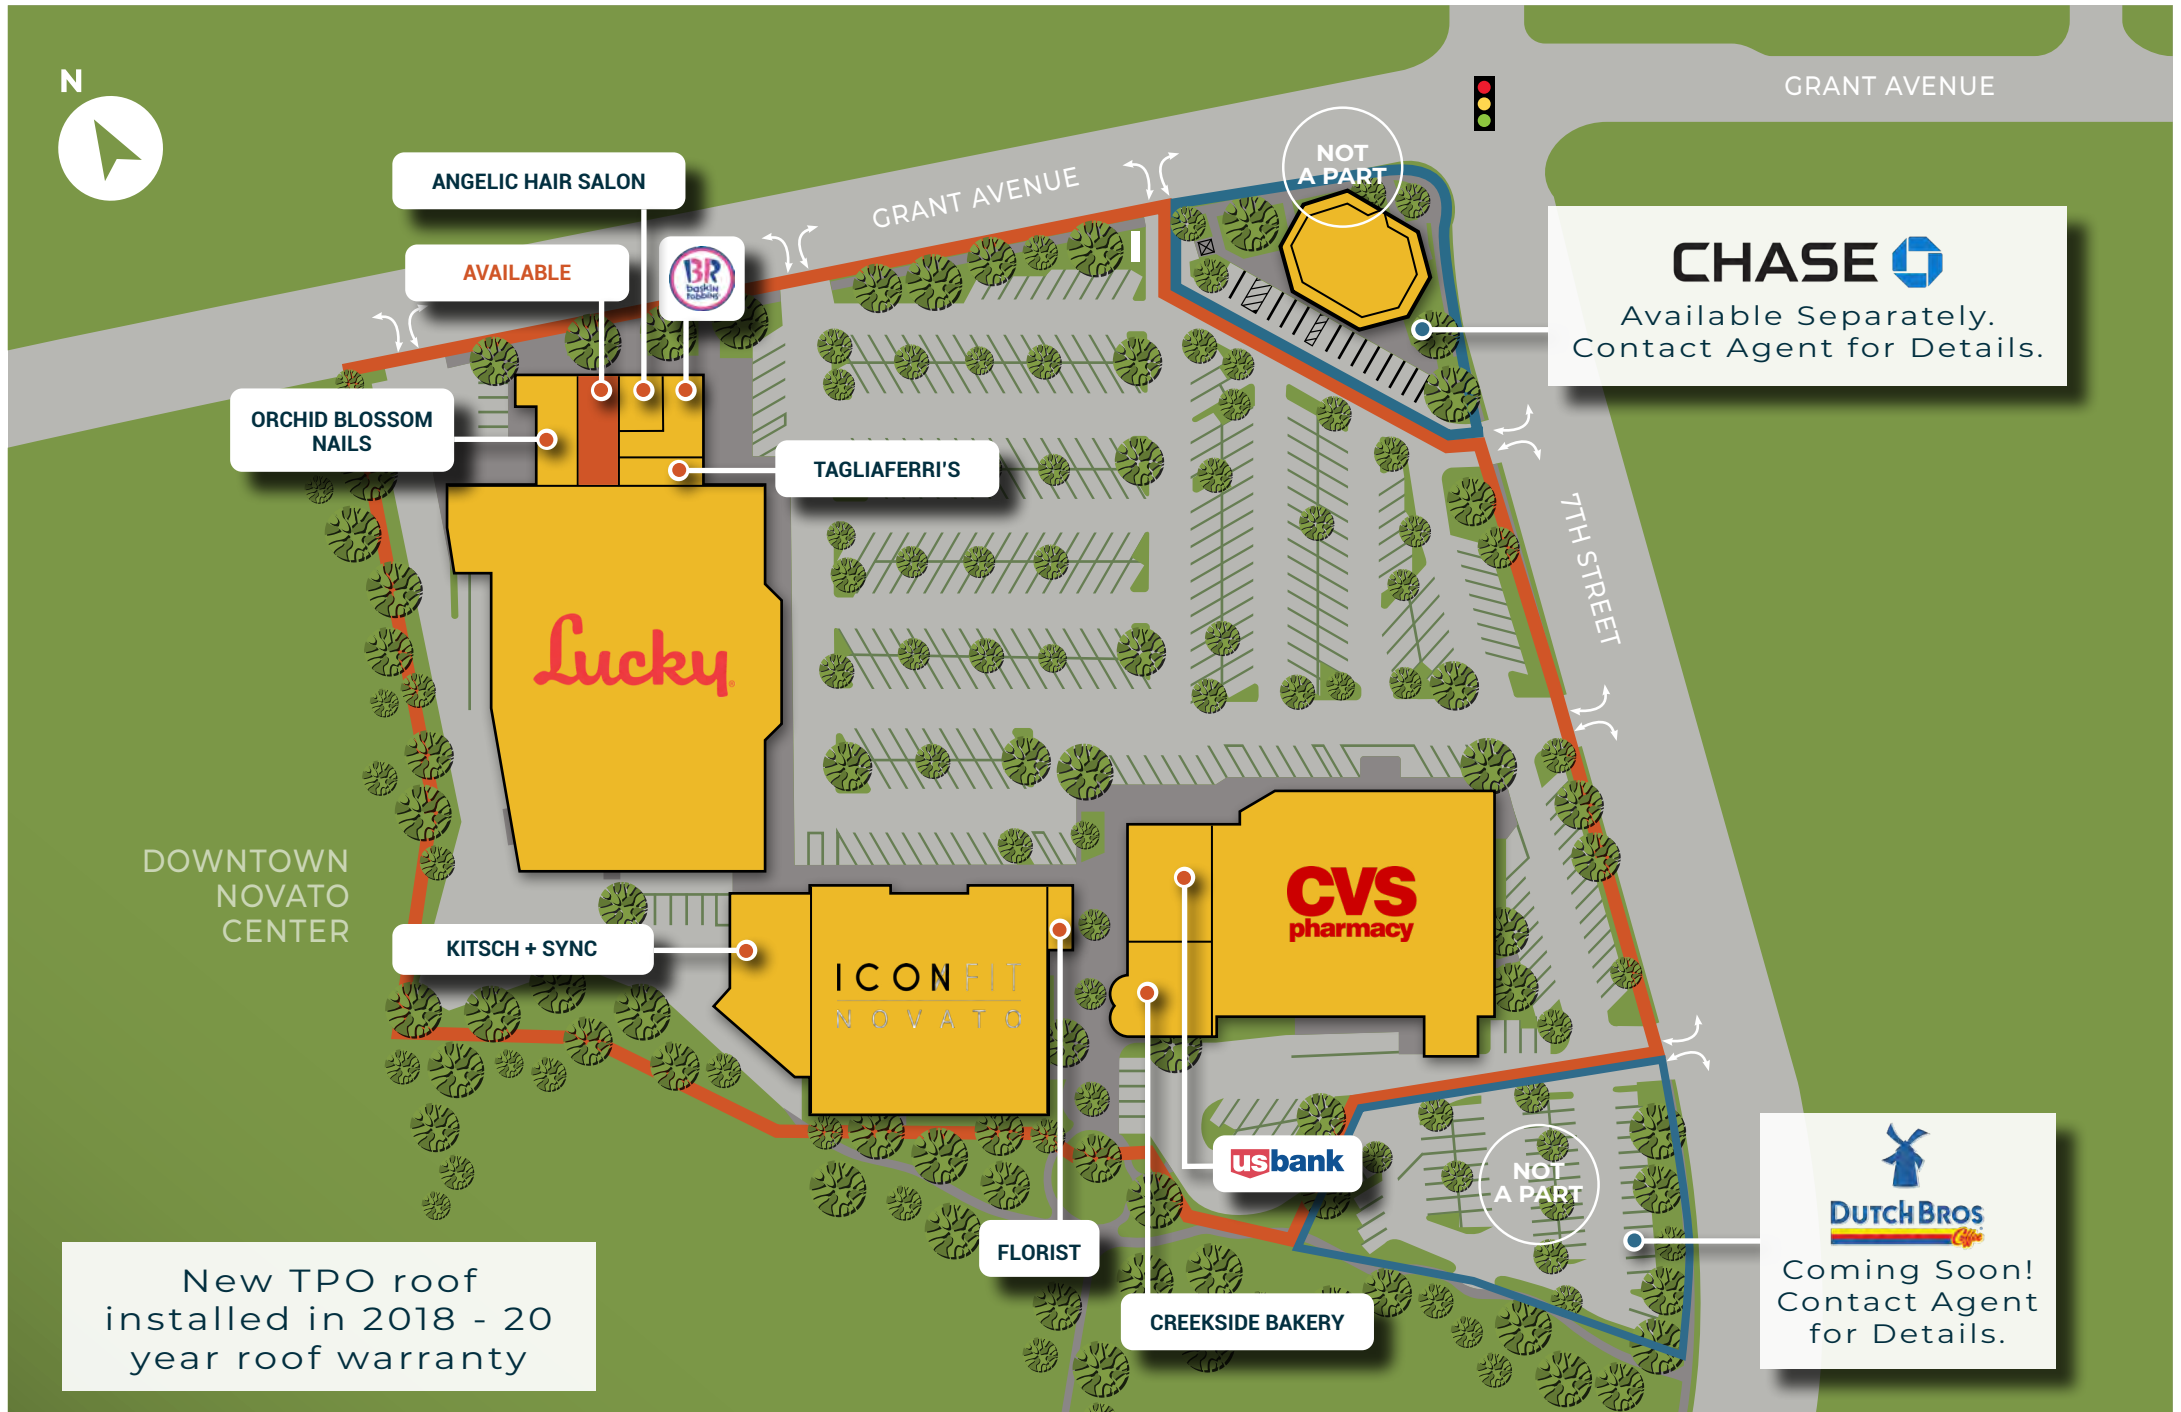 N
GRANT AVENUE
ANGELIC HAIR SALON
GRANT AVENUE
NOT
A PART
AVAILABLE
BR
baskin
robbins
CHASE
Available Separately.
Contact Agent for Details.
ORCHID BLOSSOM
NAILS
TAGLIAFERRI'S
7TH STREET
Lucky
DOWNTOWN
NOVATO
CENTER
KITSCH + SYNC
ICON FIT
NOVATO
CVS
pharmacy
usbank
NOT
A PART
DUTCH BROS
Coffee
Coming Soon!
Contact Agent
for Details.
FLORIST
CREEKSIDE BAKERY
New TPO roof
installed in 2018 - 20
year roof warranty